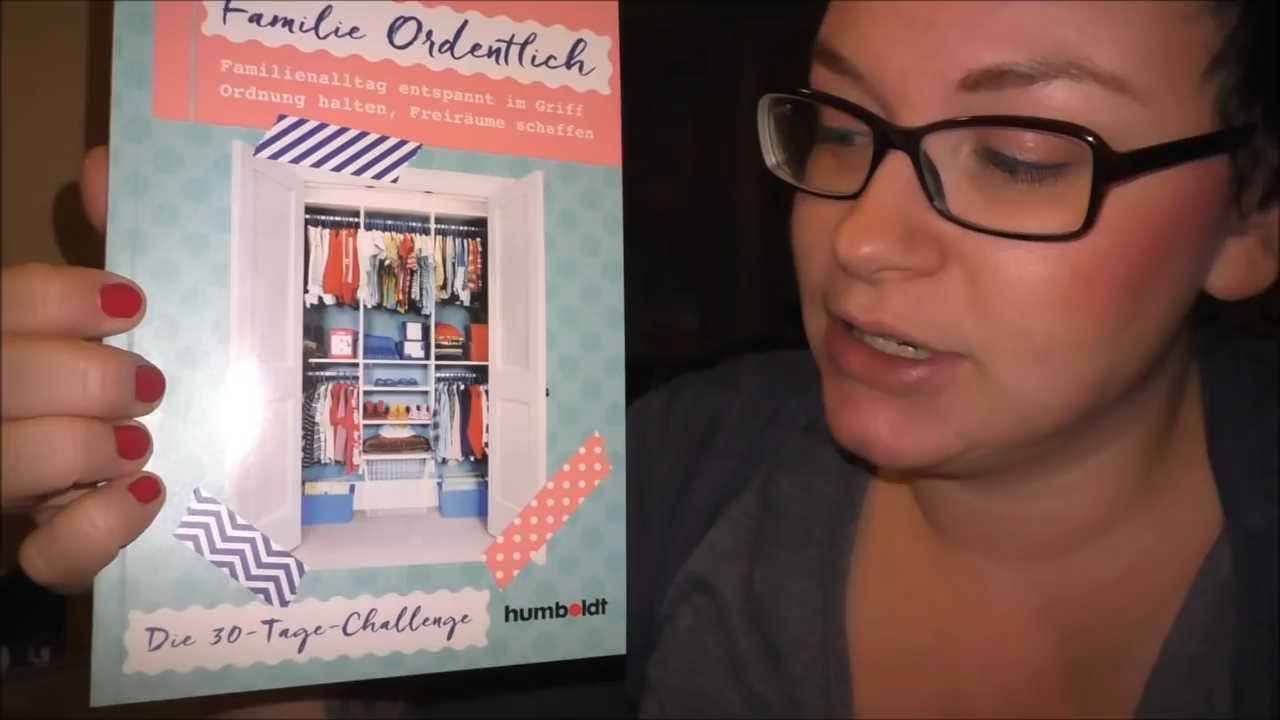 Familie Ordentlich
Familienalltag entspannt im Griff
Ordnung halten, Freiräume schaffen
Die 30-Tage-Challenge
humboldt